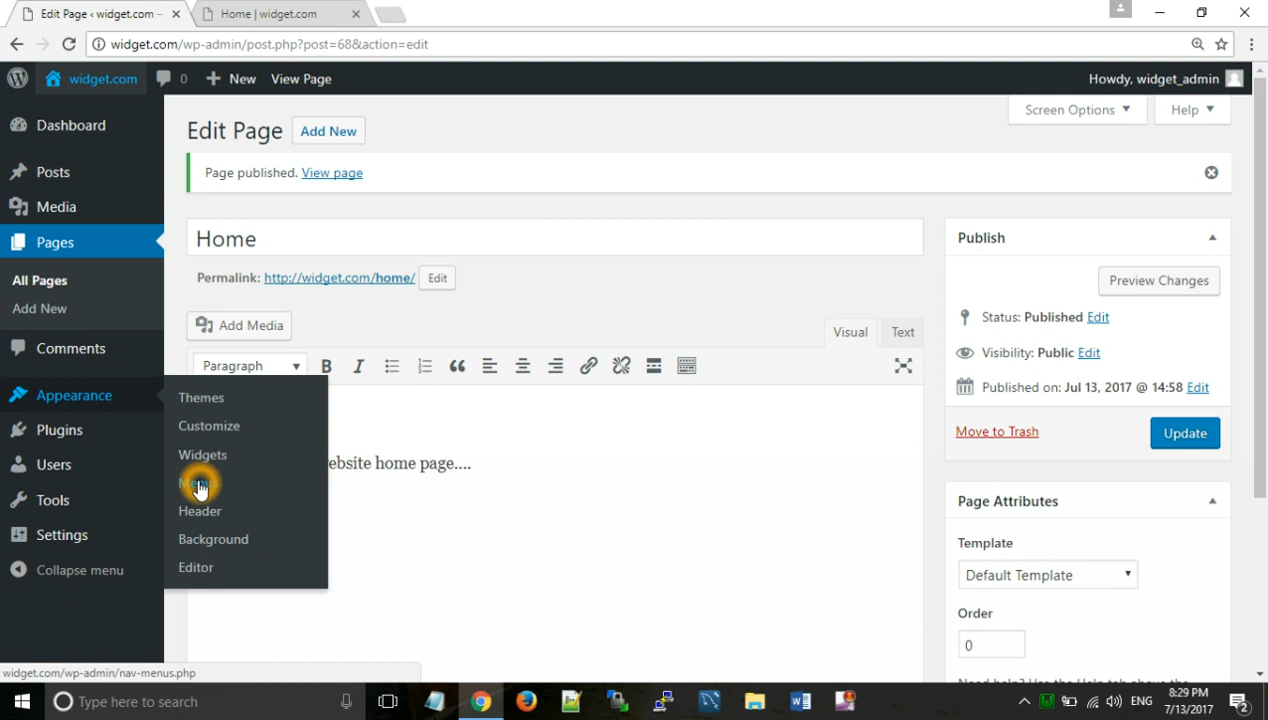 Edit Page ‹ widget.com —
Home | widget.com
widget.com/wp-admin/post.php?post=68&action=edit
widget.com
0
New
View Page
Howdy, widget_admin
Dashboard
Posts
Media
Pages
All Pages
Add New
Comments
Appearance
Plugins
Users
Tools
Settings
Collapse menu
Themes
Customize
Widgets
Menus
Header
Background
Editor
Screen Options
Help
Edit Page
Add New
Page published. View page
Home
Permalink: http://widget.com/home/ Edit
Add Media
Visual
Text
Paragraph
B I
home page....
Publish
Preview Changes
Status: Published Edit
Visibility: Public Edit
Published on: Jul 13, 2017 @ 14:58 Edit
Move to Trash
Update
Page Attributes
Template
Default Template
Order
0
widget.com/wp-admin/nav-menus.php
Type here to search
ENG
8:29 PM
7/13/2017
2